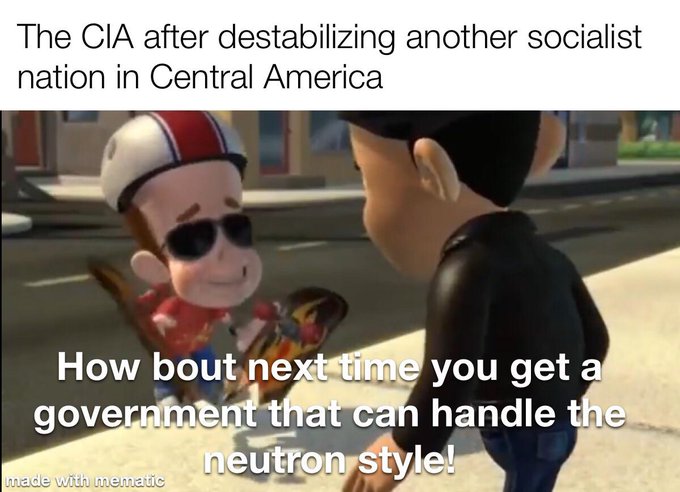 The CIA after destabilizing another socialist
nation in Central America
How bout next time you get a
government that can handle the
neutron style!
made with mematic